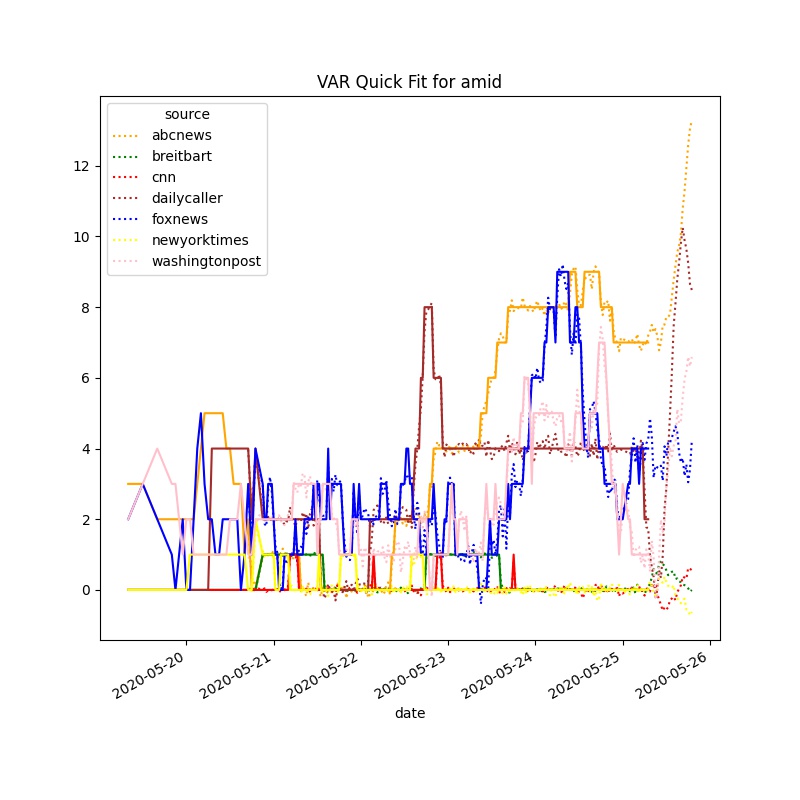 VAR Quick Fit for amid
source
abcnews
breitbart
cnn
dailycaller
foxnews
newyorktimes
washingtonpost
12
10
8
6
4
2
0
2020-05-20
2020-05-21
2020-05-22
2020-05-23
2020-05-24
2020-05-25
2020-05-26
date